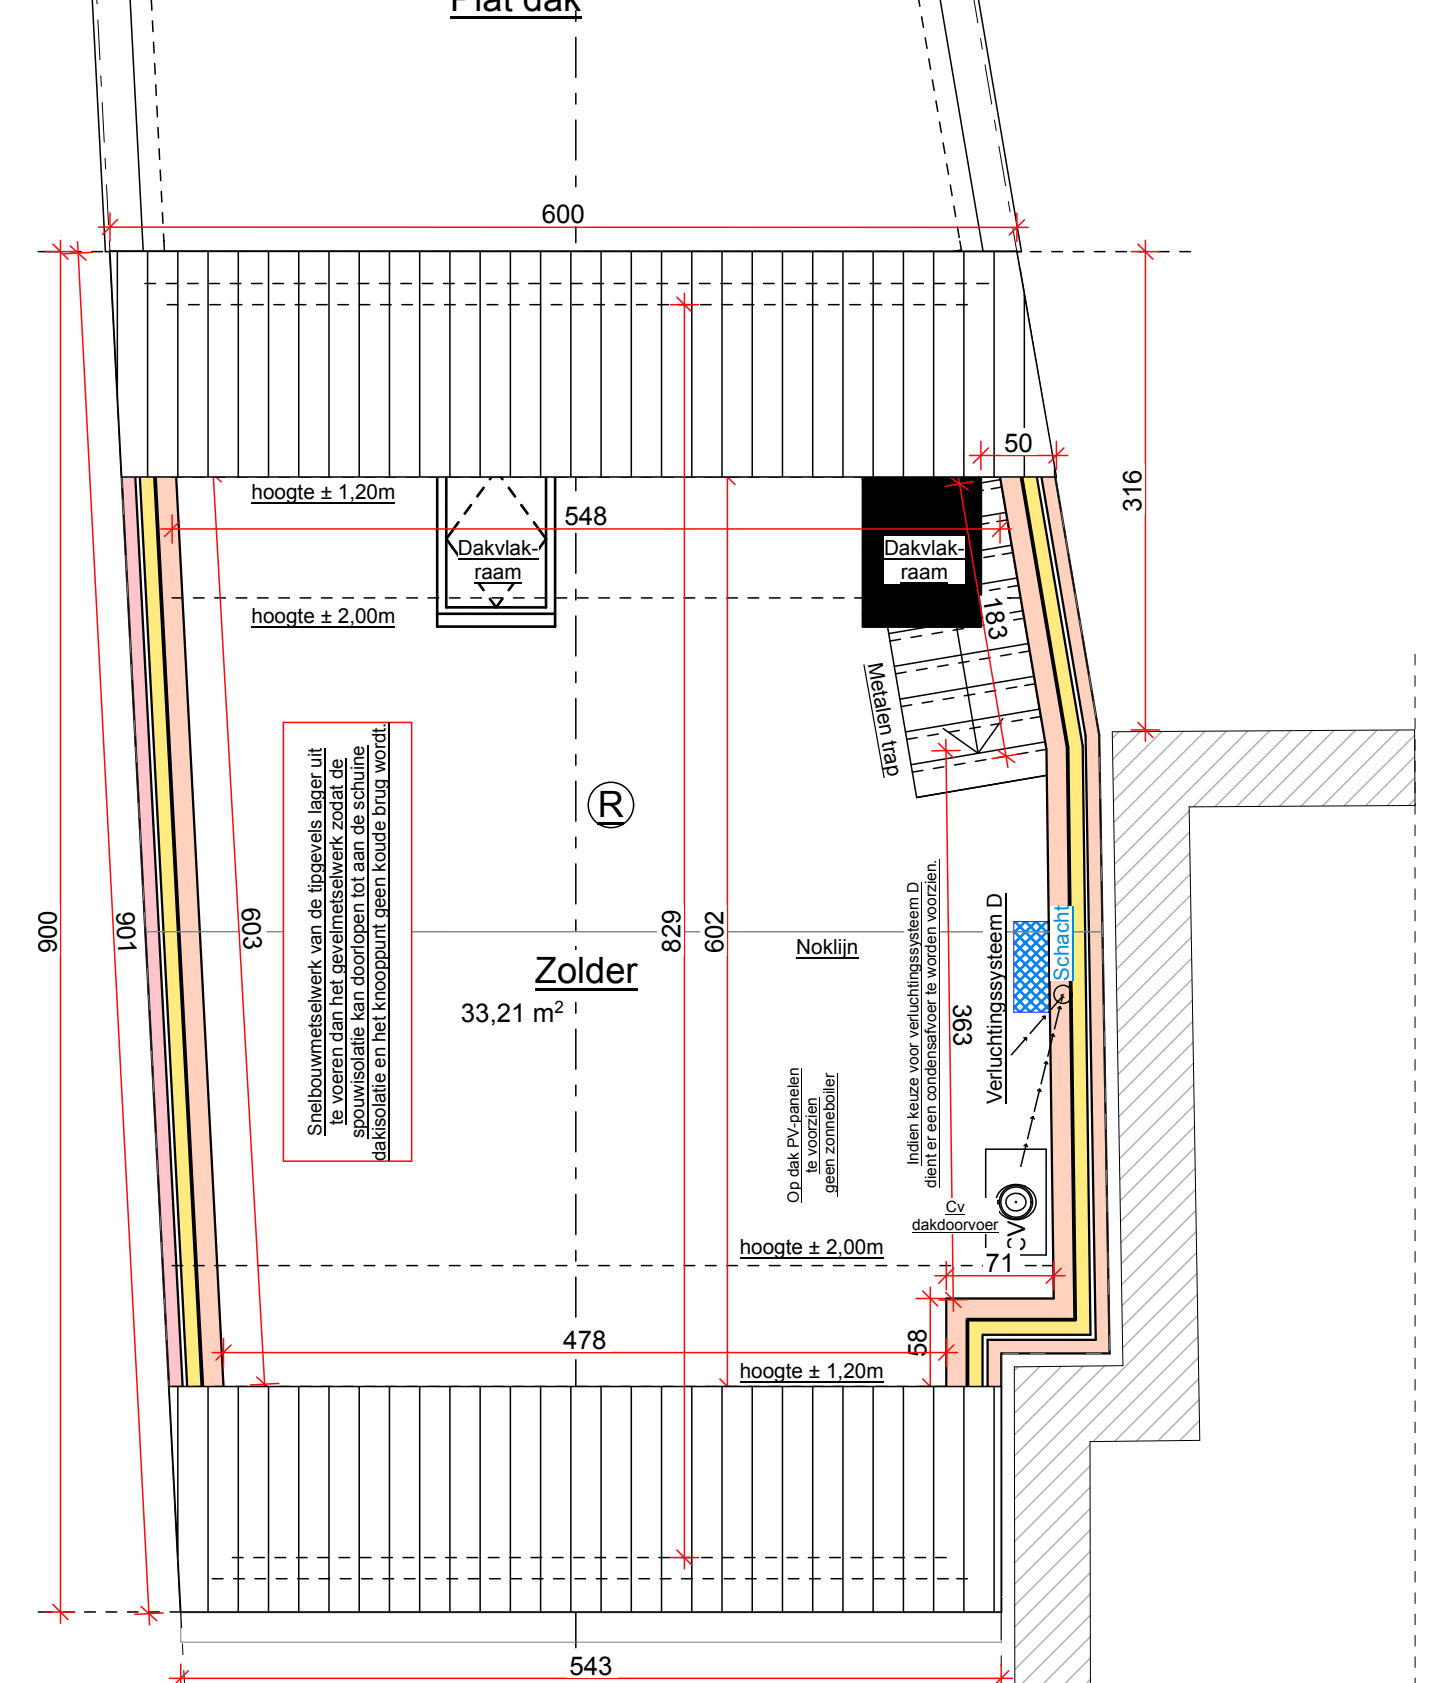 Plat dak
600
50
316
hoogte ± 1,20m
548
Dakvlak-
raam
Dakvlak-
raam
hoogte ± 2,00m
183
Metalen trap
Snelbouwmetselwerk van de tipgevels lager uit
te voeren dan het gevelmetselwerk zodat de
spouwisolatie kan doorlopen tot aan de schuine
dakisolatie en het knooppunt geen koude brug wordt.
R
900
901
603
829
602
Noklijn
Zolder
33,21 m²
363
Indien keuze voor verluchtingssysteem D
dient er een condensafvoer te worden voorzien.
Verluchtingssysteem D
Schacht
Op dak PV-panelen
te voorzien
geen zonneboiler
Cv
dakdoorvoer
CV
hoogte ± 2,00m
71
478
58
hoogte ± 1,20m
543